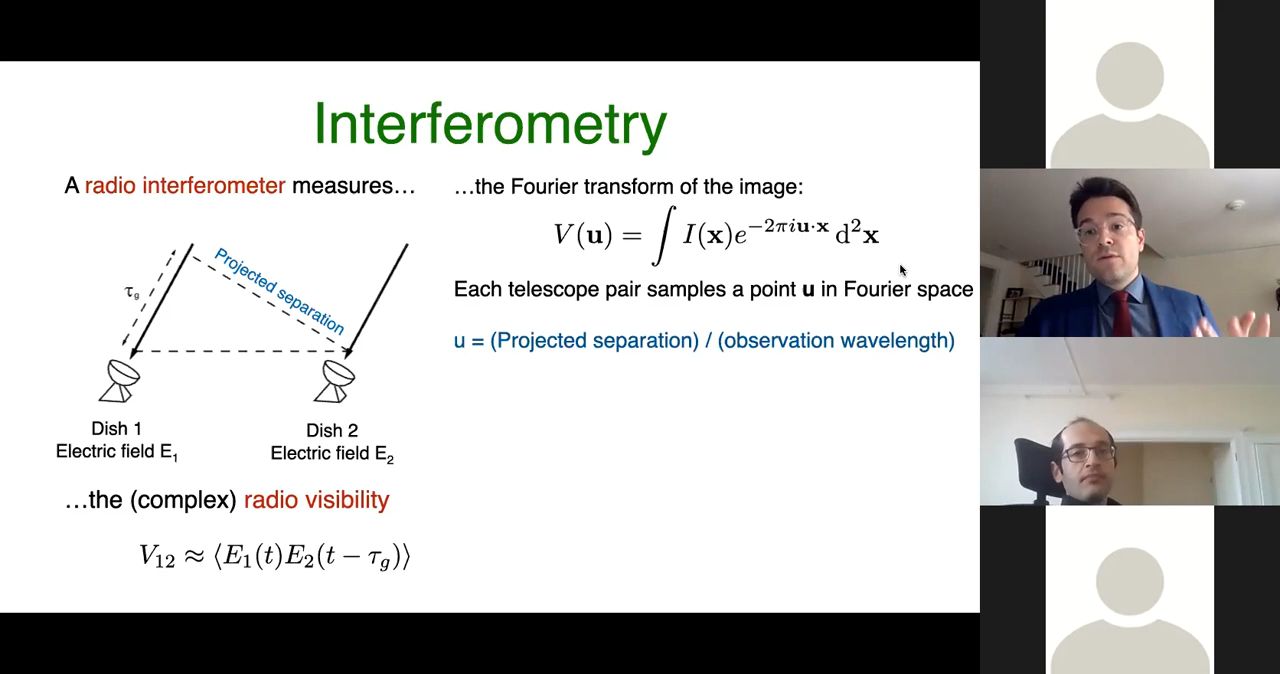 Interferometry
A radio interferometer measures…
τg
Projected separation
Dish 1
Electric field E₁
Dish 2
Electric field E₂
…the (complex) radio visibility
V₁₂ ≈ ⟨E₁(t)E₂(t − τg)⟩
…the Fourier transform of the image:
V(𝐮) = ∫ I(𝐱)e^{−2πi𝐮·𝐱} d²𝐱
Each telescope pair samples a point u in Fourier space
u = (Projected separation) / (observation wavelength)